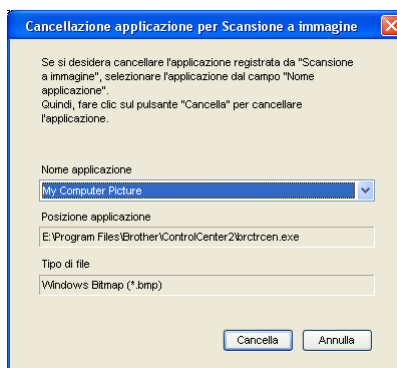 Cancellazione applicazione per Scansione a immagine
Se si desidera cancellare l'applicazione registrata da "Scansione
a immagine", selezionare l'applicazione dal campo "Nome
applicazione".
Quindi, fare clic sul pulsante "Cancella" per cancellare
l'applicazione.
Nome applicazione
My Computer Picture
Posizione applicazione
E:\Program Files\Brother\ControlCenter2\brctrcen.exe
Tipo di file
Windows Bitmap (*.bmp)
Cancella Annulla